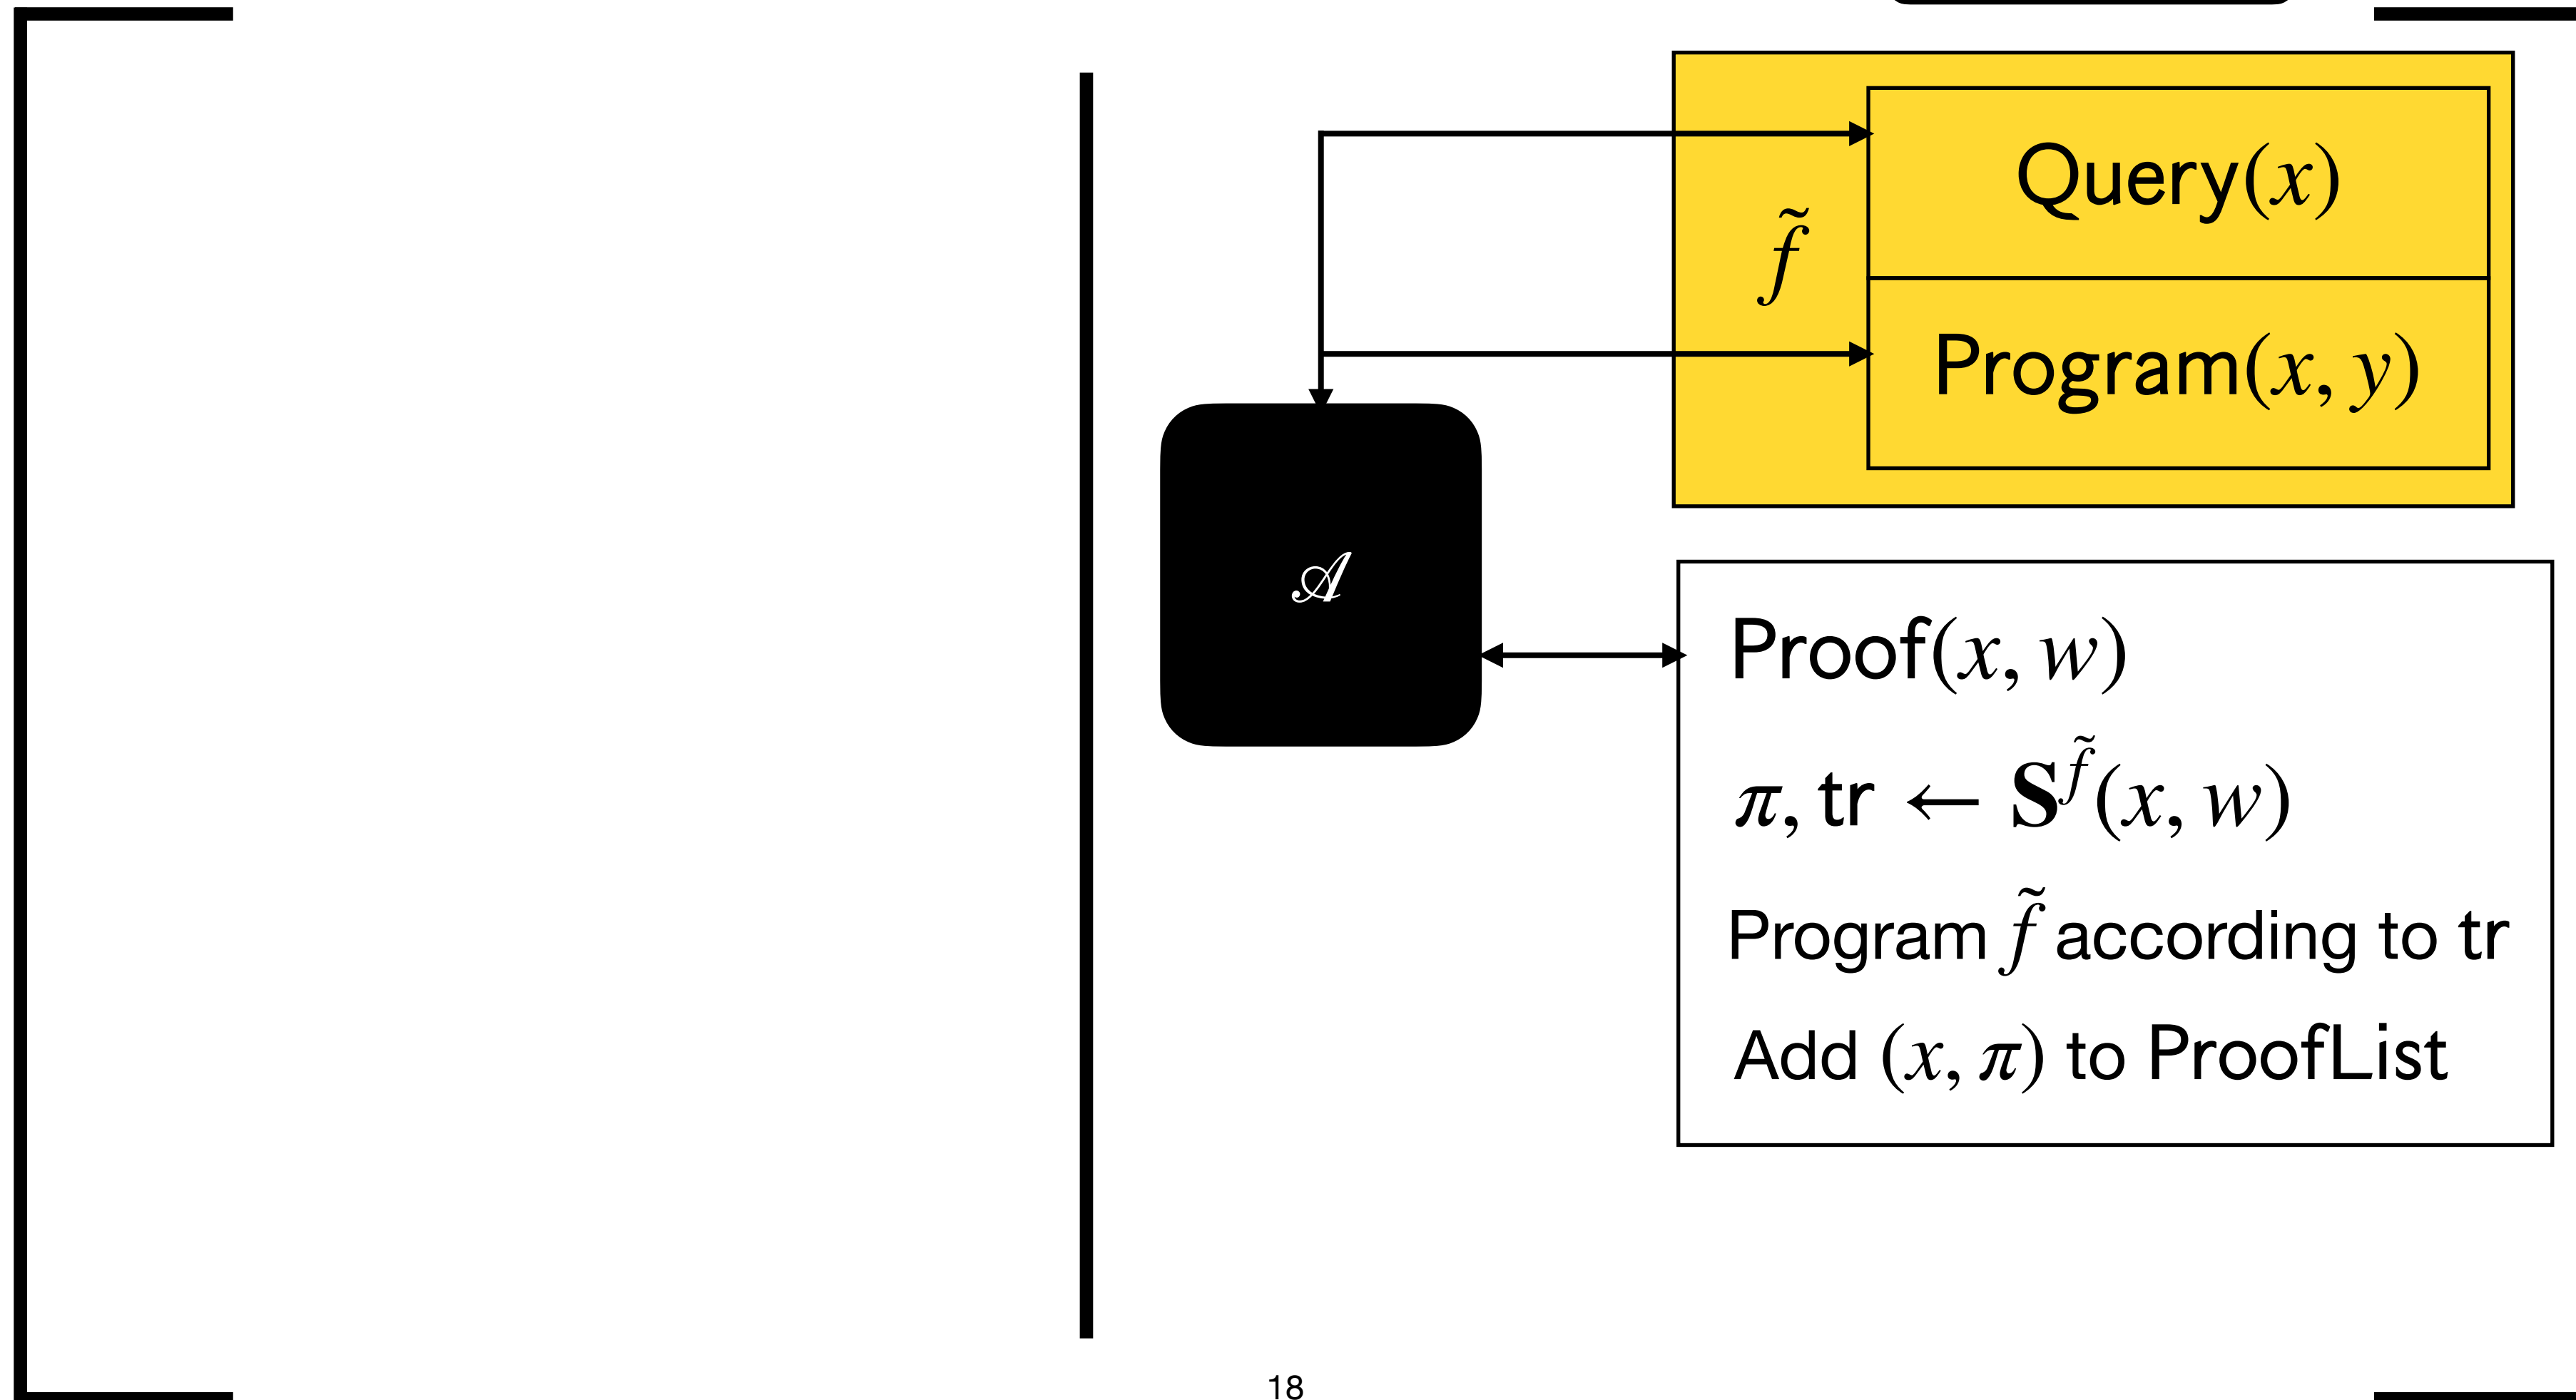 Query(x)
f̃
Program(x, y)
𝒜
Proof(x, w)
π, tr ← S^f̃(x, w)
Program f̃ according to tr
Add (x, π) to ProofList
18